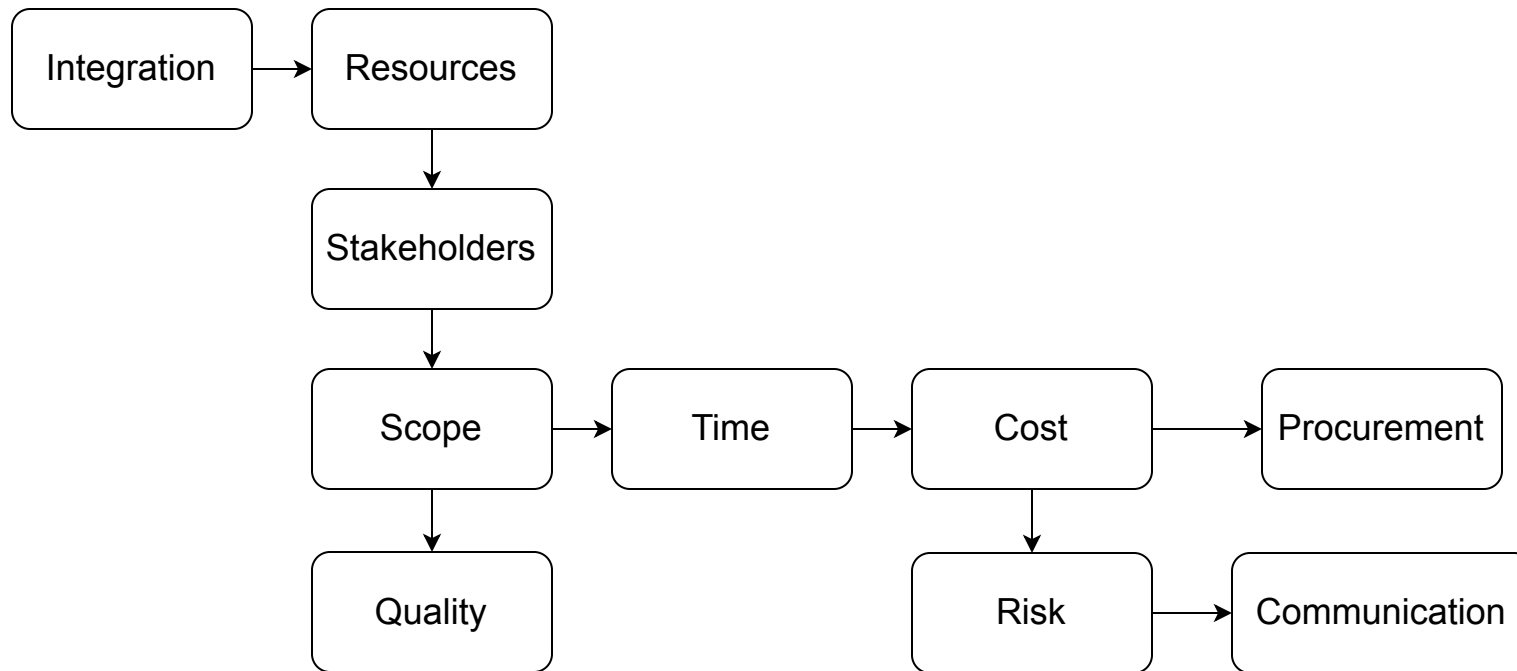 Integration
Resources
Stakeholders
Scope
Time
Cost
Procurement
Quality
Risk
Communication